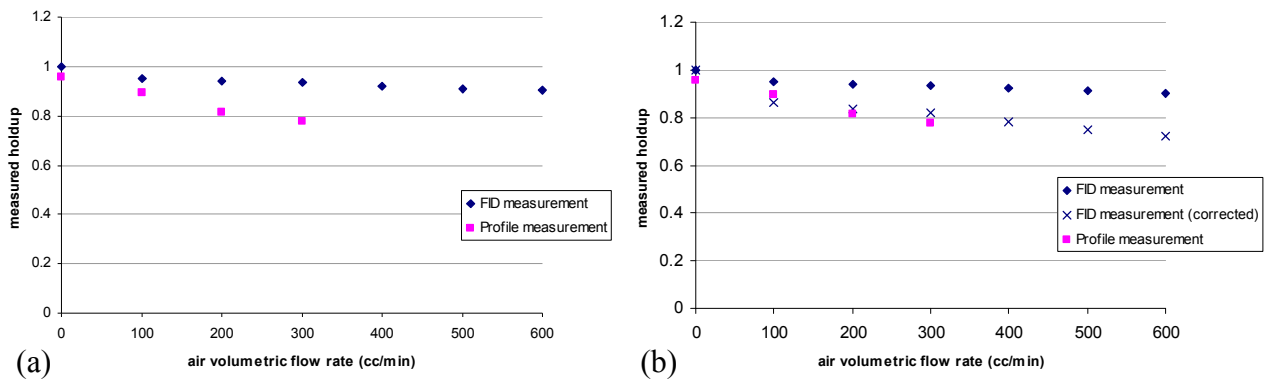 1.2
1
0.8
0.6
0.4
0.2
0
measured holdup
0 100 200 300 400 500 600
air volumetric flow rate (cc/min)
FID measurement
Profile measurement
(a)
1.2
1
0.8
0.6
0.4
0.2
0
measured holdup
0 100 200 300 400 500 600
air volumetric flow rate (cc/min)
FID measurement
FID measurement (corrected)
Profile measurement
(b)